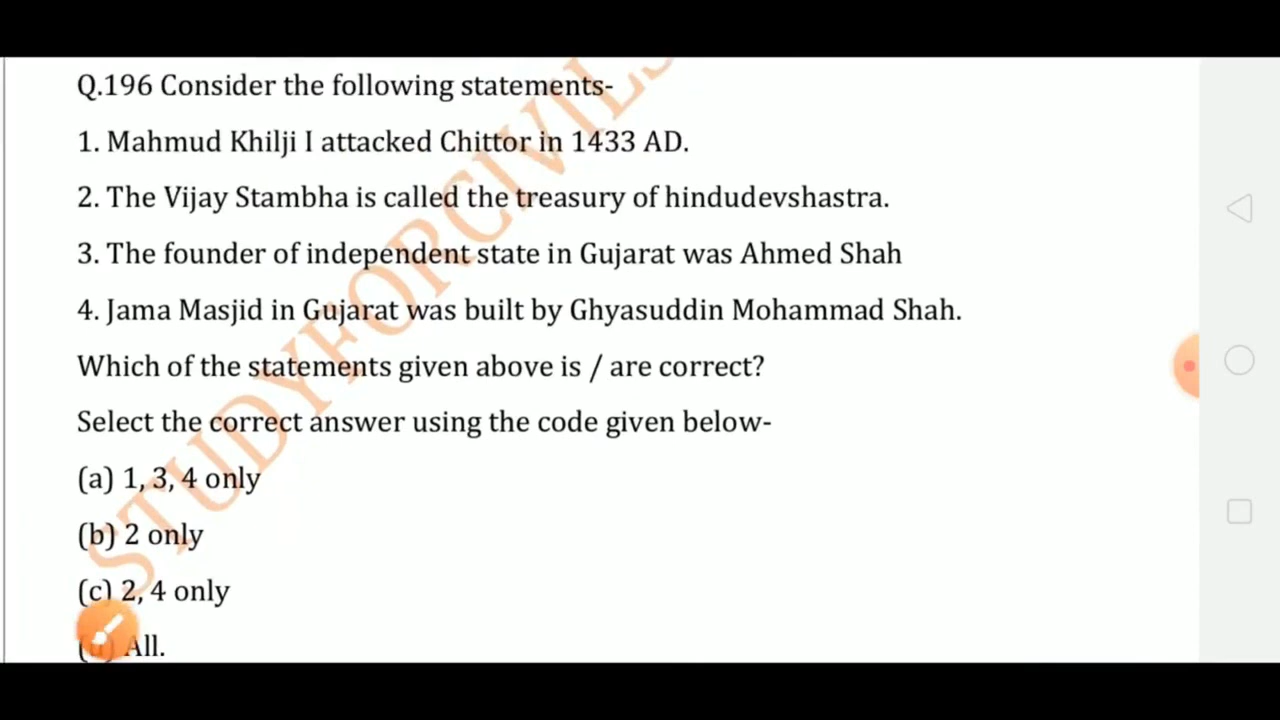 Q.196 Consider the following statements-
1. Mahmud Khilji I attacked Chittor in 1433 AD.
2. The Vijay Stambha is called the treasury of hindudevshastra.
3. The founder of independent state in Gujarat was Ahmed Shah
4. Jama Masjid in Gujarat was built by Ghyasuddin Mohammad Shah.
Which of the statements given above is / are correct?
Select the correct answer using the code given below-
(a) 1, 3, 4 only
(b) 2 only
(c) 2, 4 only
All.
STUDYFORCIVILS